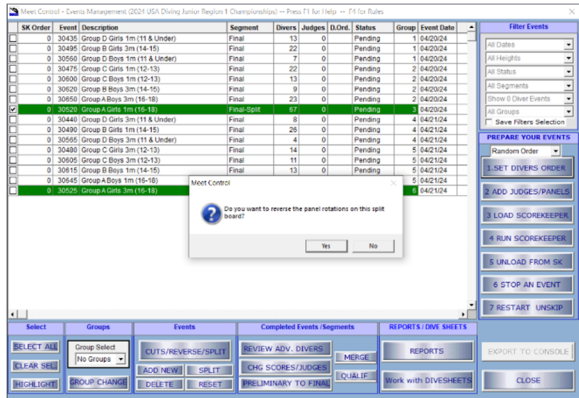 Meet Control - Events Management (2024 USA Diving Junior Region 1 Championships) -- Press F1 for Help -- F4 for Rules
SK Order Event Description Segment Divers Judges D.Ord. Status Group Event Date
0 30435 Group D Girls 1m (11 & Under) Final 13 0 Pending 1 04/20/24
0 30495 Group B Girls 3m (14-15) Final 22 0 Pending 1 04/20/24
0 30560 Group D Boys 1m (11 & Under) Final 7 0 Pending 1 04/20/24
0 30475 Group C Girls 1m (12-13) Final 22 0 Pending 2 04/20/24
0 30600 Group C Boys 1m (12-13) Final 13 0 Pending 2 04/20/24
0 30620 Group B Boys 3m (14-15) Final 9 0 Pending 2 04/20/24
0 30650 Group A Boys 3m (16-18) Final 23 0 Pending 2 04/20/24
0 30520 Group A Girls 1m (16-18) Final-Split 67 0 Pending 3 04/20/24
0 30440 Group D Girls 3m (11 & Under) Final 8 0 Pending 4 04/21/24
0 30490 Group B Girls 1m (14-15) Final 26 0 Pending 4 04/21/24
0 30565 Group D Boys 3m (11 & Under) Final 4 0 Pending 4 04/21/24
0 30480 Group C Girls 3m (12-13) Final 14 0 Pending 5 04/21/24
0 30605 Group C Boys 3m (12-13) Final 11 0 Pending 5 04/21/24
0 30615 Group B Boys 1m (14-15) Final 13 0 Pending 5 04/21/24
0 30645 Group A Boys 1m (16-18) 5 04/21/24
0 30525 Group A Girls 3m (16-18) 6 04/21/24
Meet Control
Do you want to reverse the panel rotations on this split
board?
Yes No
Filter Events
All Dates
All Heights
All Status
All Segments
Show 0 Diver Events
All Groups
Save Filters Selection
PREPARE YOUR EVENTS
Random Order
1.SET DIVERS ORDER
2 ADD JUDGES/PANELS
3 LOAD SCOREKEEPER
4 RUN SCOREKEEPER
5 UNLOAD FROM SK
6 STOP AN EVENT
7 RESTART UNSKIP
Select Groups Events Completed Events/Segments REPORTS / DIVE SHEETS
SELECT ALL
CLEAR SEL
HIGHLIGHT
Group Select
No Groups
GROUP CHANGE
CUTS/REVERSE/SPLIT
ADD NEW SPLIT
DELETE RESET
REVIEW ADV. DIVERS
CHG SCORES/JUDGES
PRELIMINARY TO FINAL
MERGE
QUALIF
REPORTS
Work with DIVESHEETS
EXPORT TO CONSOLE
CLOSE